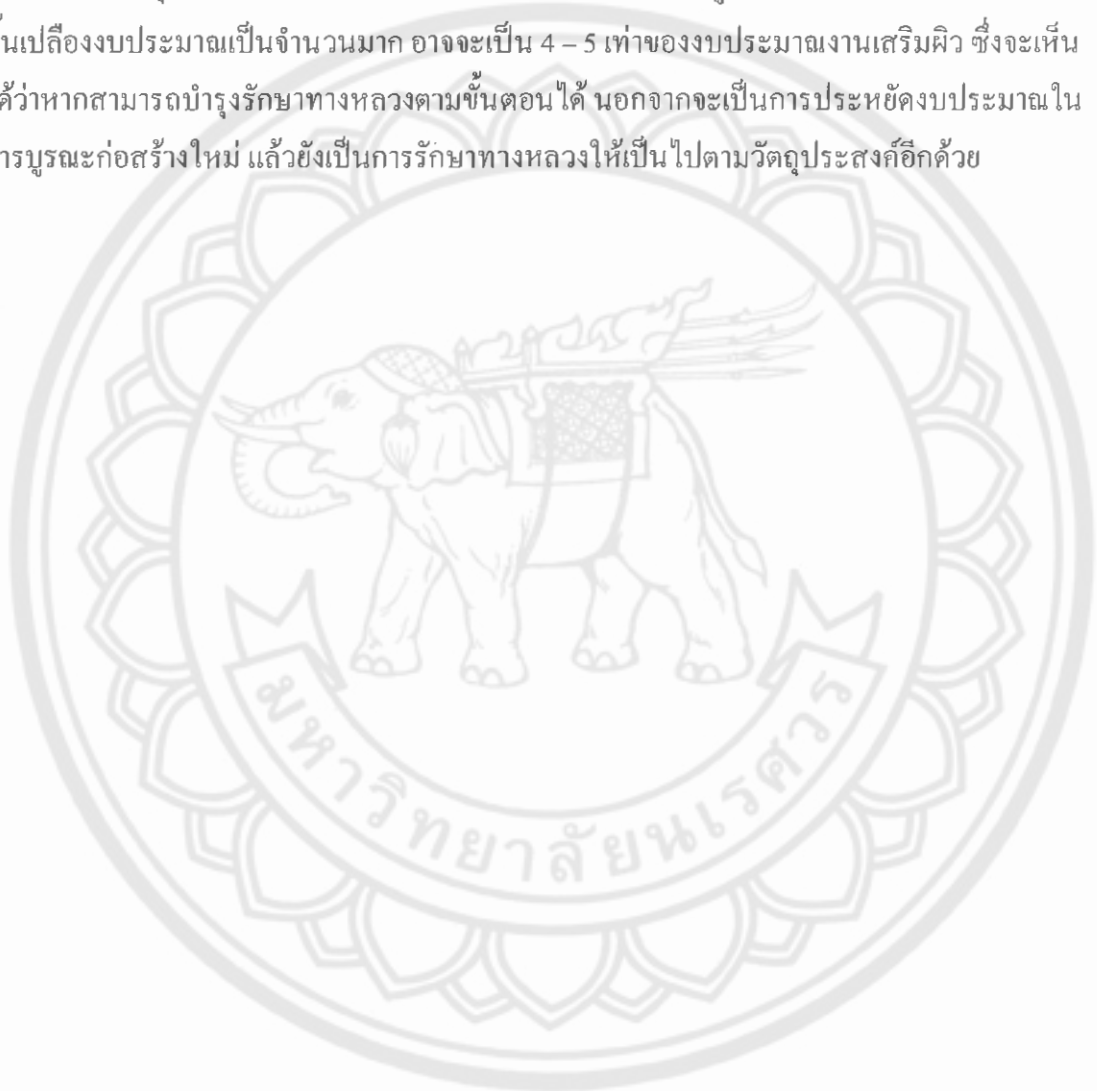 นเปลืองงบประมาณเป็นจำนวนมาก อาจจะเป็น 4 – 5 เท่าของงบประมาณงานเสริมผิว ซึ่งจะเห็น
ด้ว่าหากสามารถบำรุงรักษาทางหลวงตามขั้นตอนได้ นอกจากจะเป็นการประหยัดงบประมาณใน
ารบูรณะก่อสร้างใหม่ แล้วยังเป็นการรักษาทางหลวงให้เป็นไปตามวัตถุประสงค์อีกด้วย
มหาวิทยาลัยนเรศวร